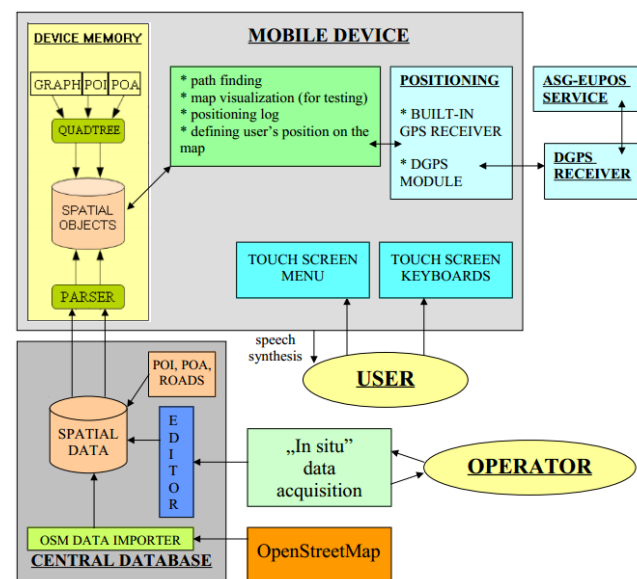 MOBILE DEVICE
DEVICE MEMORY
GRAPH POI POA
QUADTREE
SPATIAL
OBJECTS
PARSER
* path finding
* map visualization (for testing)
* positioning log
* defining user's position on the
map
POSITIONING
* BUILT-IN
GPS RECEIVER
* DGPS
MODULE
ASG-EUPOS
SERVICE
DGPS
RECEIVER
TOUCH SCREEN
MENU
TOUCH SCREEN
KEYBOARDS
speech
synthesis
USER
POI, POA,
ROADS
SPATIAL
DATA
EDITOR
„In situ”
data
acquisition
OPERATOR
OSM DATA IMPORTER
OpenStreetMap
CENTRAL DATABASE